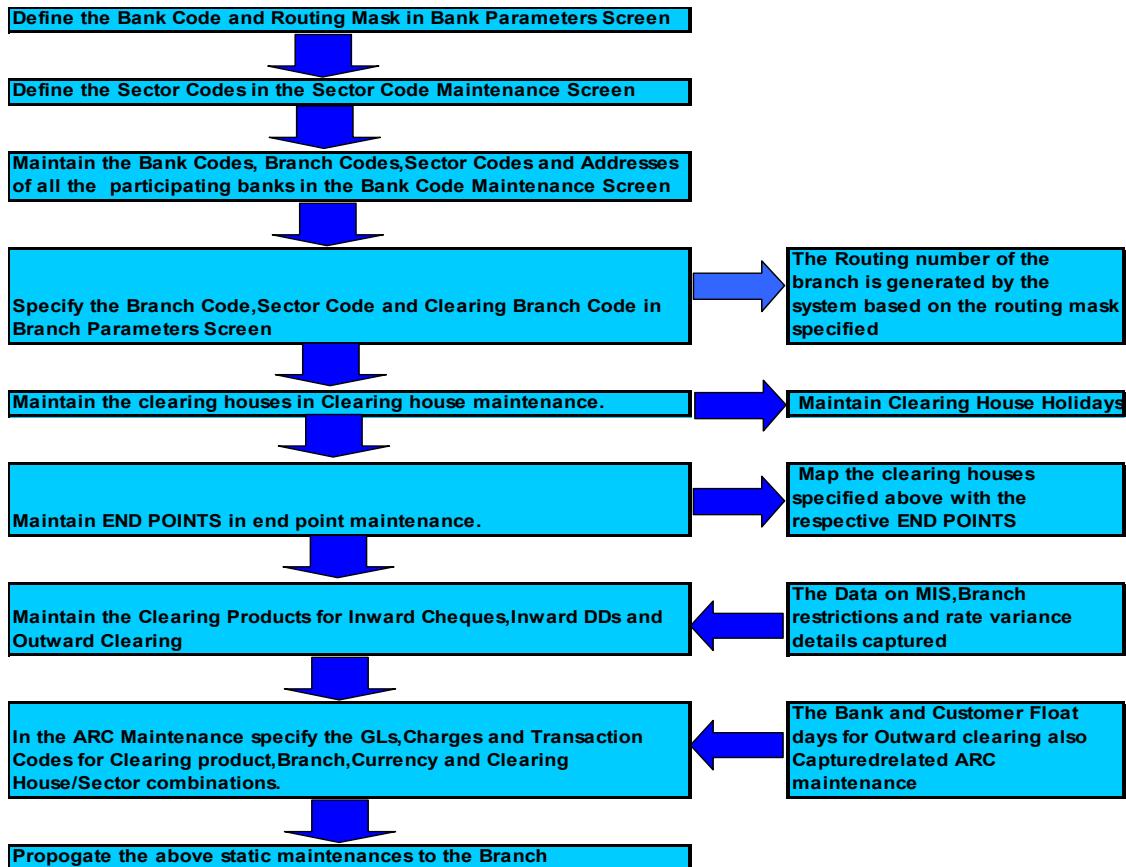 Define the Bank Code and Routing Mask in Bank Parameters Screen
Define the Sector Codes in the Sector Code Maintenance Screen
Maintain the Bank Codes, Branch Codes,Sector Codes and Addresses
of all the participating banks in the Bank Code Maintenance Screen
Specify the Branch Code,Sector Code and Clearing Branch Code in
Branch Parameters Screen
The Routing number of the
branch is generated by the
system based on the routing mask
specified
Maintain the clearing houses in Clearing house maintenance.
Maintain Clearing House Holidays
Maintain END POINTS in end point maintenance.
Map the clearing houses
specified above with the
respective END POINTS
Maintain the Clearing Products for Inward Cheques,Inward DDs and
Outward Clearing
The Data on MIS,Branch
restrictions and rate variance
details captured
In the ARC Maintenance specify the GLs,Charges and Transaction
Codes for Clearing product,Branch,Currency and Clearing
House/Sector combinations.
The Bank and Customer Float
days for Outward clearing also
Capturedrelated ARC
maintenance
Propogate the above static maintenances to the Branch